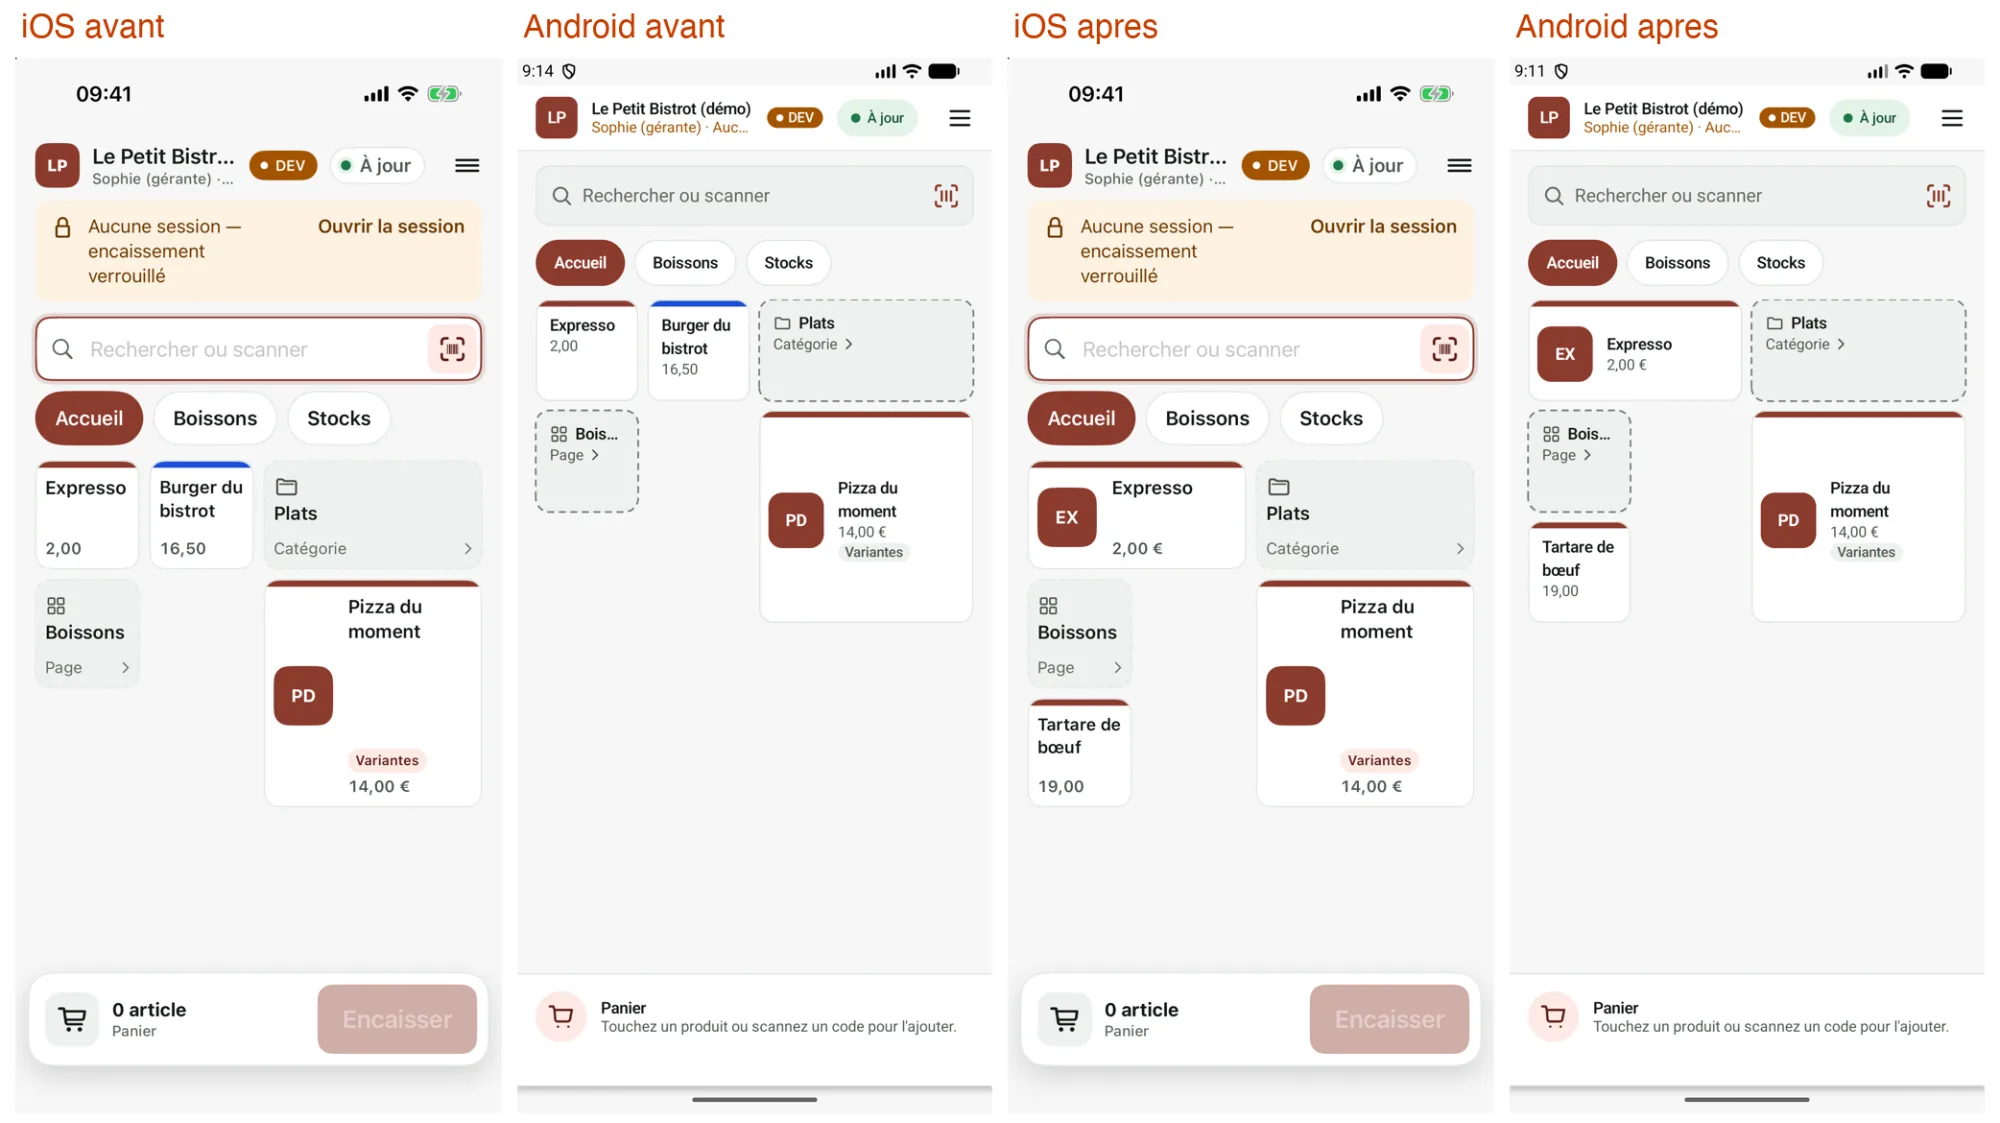 iOS avant
09:41
LP
Le Petit Bistr...
Sophie (gérante) ·...
DEV
À jour
Aucune session —
encaissement
verrouillé
Ouvrir la session
Rechercher ou scanner
Accueil
Boissons
Stocks
Expresso
2,00
Burger du
bistrot
16,50
Plats
Catégorie
Boissons
Page
PD
Pizza du
moment
Variantes
14,00 €
0 article
Panier
Encaisser
Android avant
9:14
LP
Le Petit Bistrot (démo)
Sophie (gérante) · Auc...
DEV
À jour
Rechercher ou scanner
Accueil
Boissons
Stocks
Expresso
2,00
Burger du
bistrot
16,50
Plats
Catégorie
Bois...
Page
PD
Pizza du
moment
14,00 €
Variantes
Panier
Touchez un produit ou scannez un code pour l'ajouter.
iOS apres
09:41
LP
Le Petit Bistr...
Sophie (gérante) ·...
DEV
À jour
Aucune session —
encaissement
verrouillé
Ouvrir la session
Rechercher ou scanner
Accueil
Boissons
Stocks
EX
Expresso
2,00 €
Plats
Catégorie
Boissons
Page
Tartare de
bœuf
19,00
PD
Pizza du
moment
Variantes
14,00 €
0 article
Panier
Encaisser
Android apres
9:11
LP
Le Petit Bistrot (démo)
Sophie (gérante) · Auc...
DEV
À jour
Rechercher ou scanner
Accueil
Boissons
Stocks
EX
Expresso
2,00 €
Plats
Catégorie
Bois...
Page
Tartare de
bœuf
19,00
PD
Pizza du
moment
14,00 €
Variantes
Panier
Touchez un produit ou scannez un code pour l'ajouter.